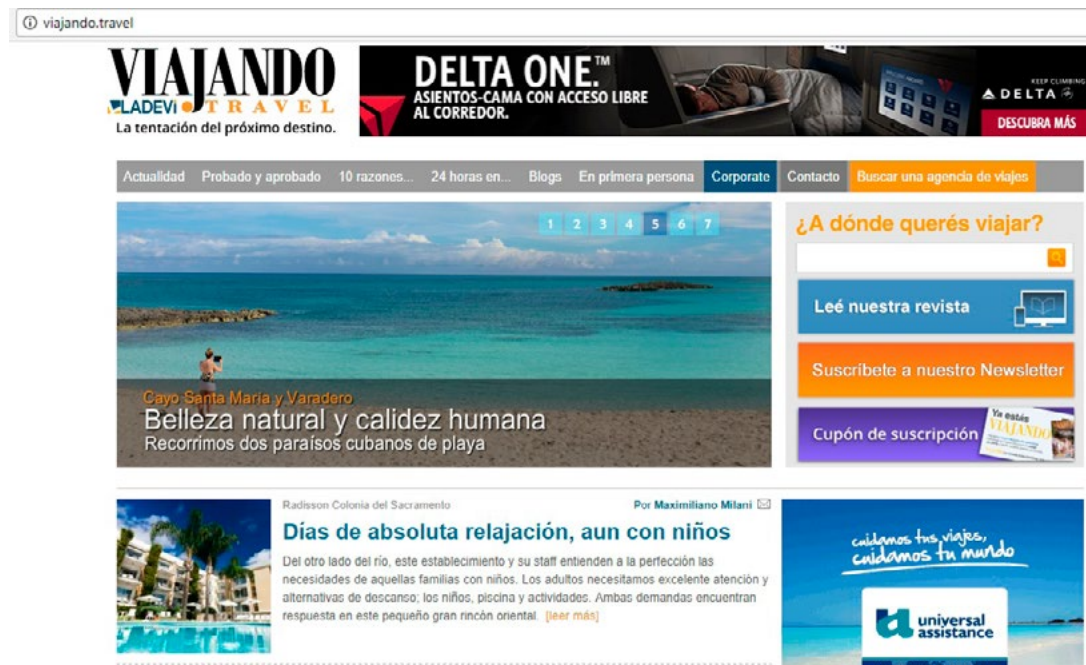 viajando.travel
VIAJANDO
LADEVi TRAVEL
La tentación del próximo destino.
DELTA ONE.™
ASIENTOS-CAMA CON ACCESO LIBRE
AL CORREDOR.
KEEP CLIMBING
DELTA
DESCUBRA MÁS
Actualidad Probado y aprobado 10 razones... 24 horas en... Blogs En primera persona Corporate Contacto Buscar una agencia de viajes
1 2 3 4 5 6 7
Cayo Santa María y Varadero
Belleza natural y calidez humana
Recorrimos dos paraísos cubanos de playa
¿A dónde querés viajar?
Leé nuestra revista
Suscríbete a nuestro Newsletter
Cupón de suscripción
Ya estás
VIAJANDO
Radisson Colonia del Sacramento Por Maximiliano Milani
Días de absoluta relajación, aun con niños
Del otro lado del río, este establecimiento y su staff entienden a la perfección las
necesidades de aquellas familias con niños. Los adultos necesitamos excelente atención y
alternativas de descanso; los niños, piscina y actividades. Ambas demandas encuentran
respuesta en este pequeño gran rincón oriental. [leer más]
cuidamos tus viajes,
cuidamos tu mundo
universal
assistance